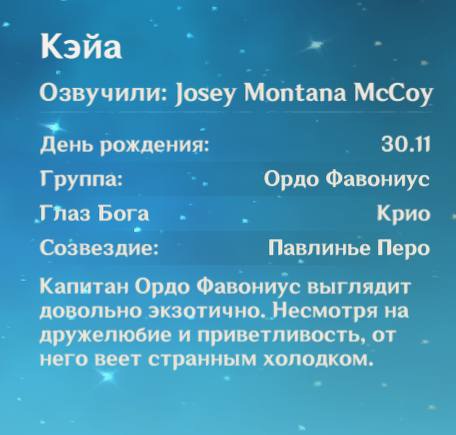 Кэйа
Озвучили: Josey Montana McCoy
День рождения: 30.11
Группа: Ордо Фавониус
Глаз Бога Крио
Созвездие: Павлинье Перо
Капитан Ордо Фавониус выглядит
довольно экзотично. Несмотря на
дружелюбие и приветливость, от
него веет странным холодком.